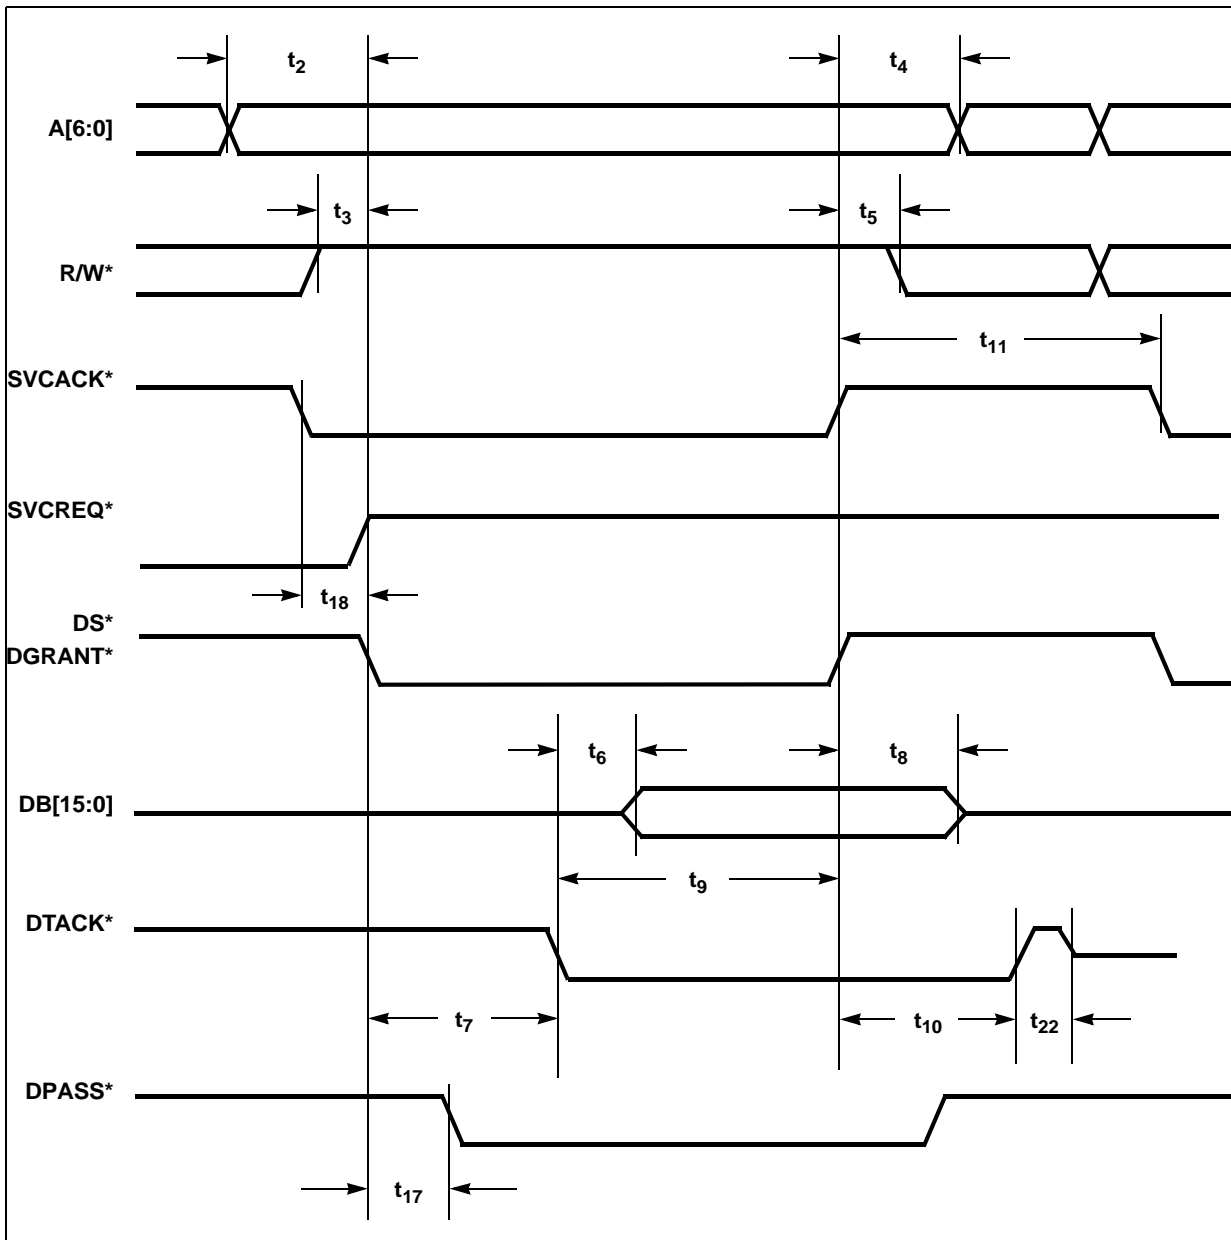 t2
t4
A[6:0]
t3
t5
R/W*
t11
SVCACK*
SVCREQ*
t18
DS*
DGRANT*
t6
t8
DB[15:0]
t9
DTACK*
t7
t10
t22
DPASS*
t17